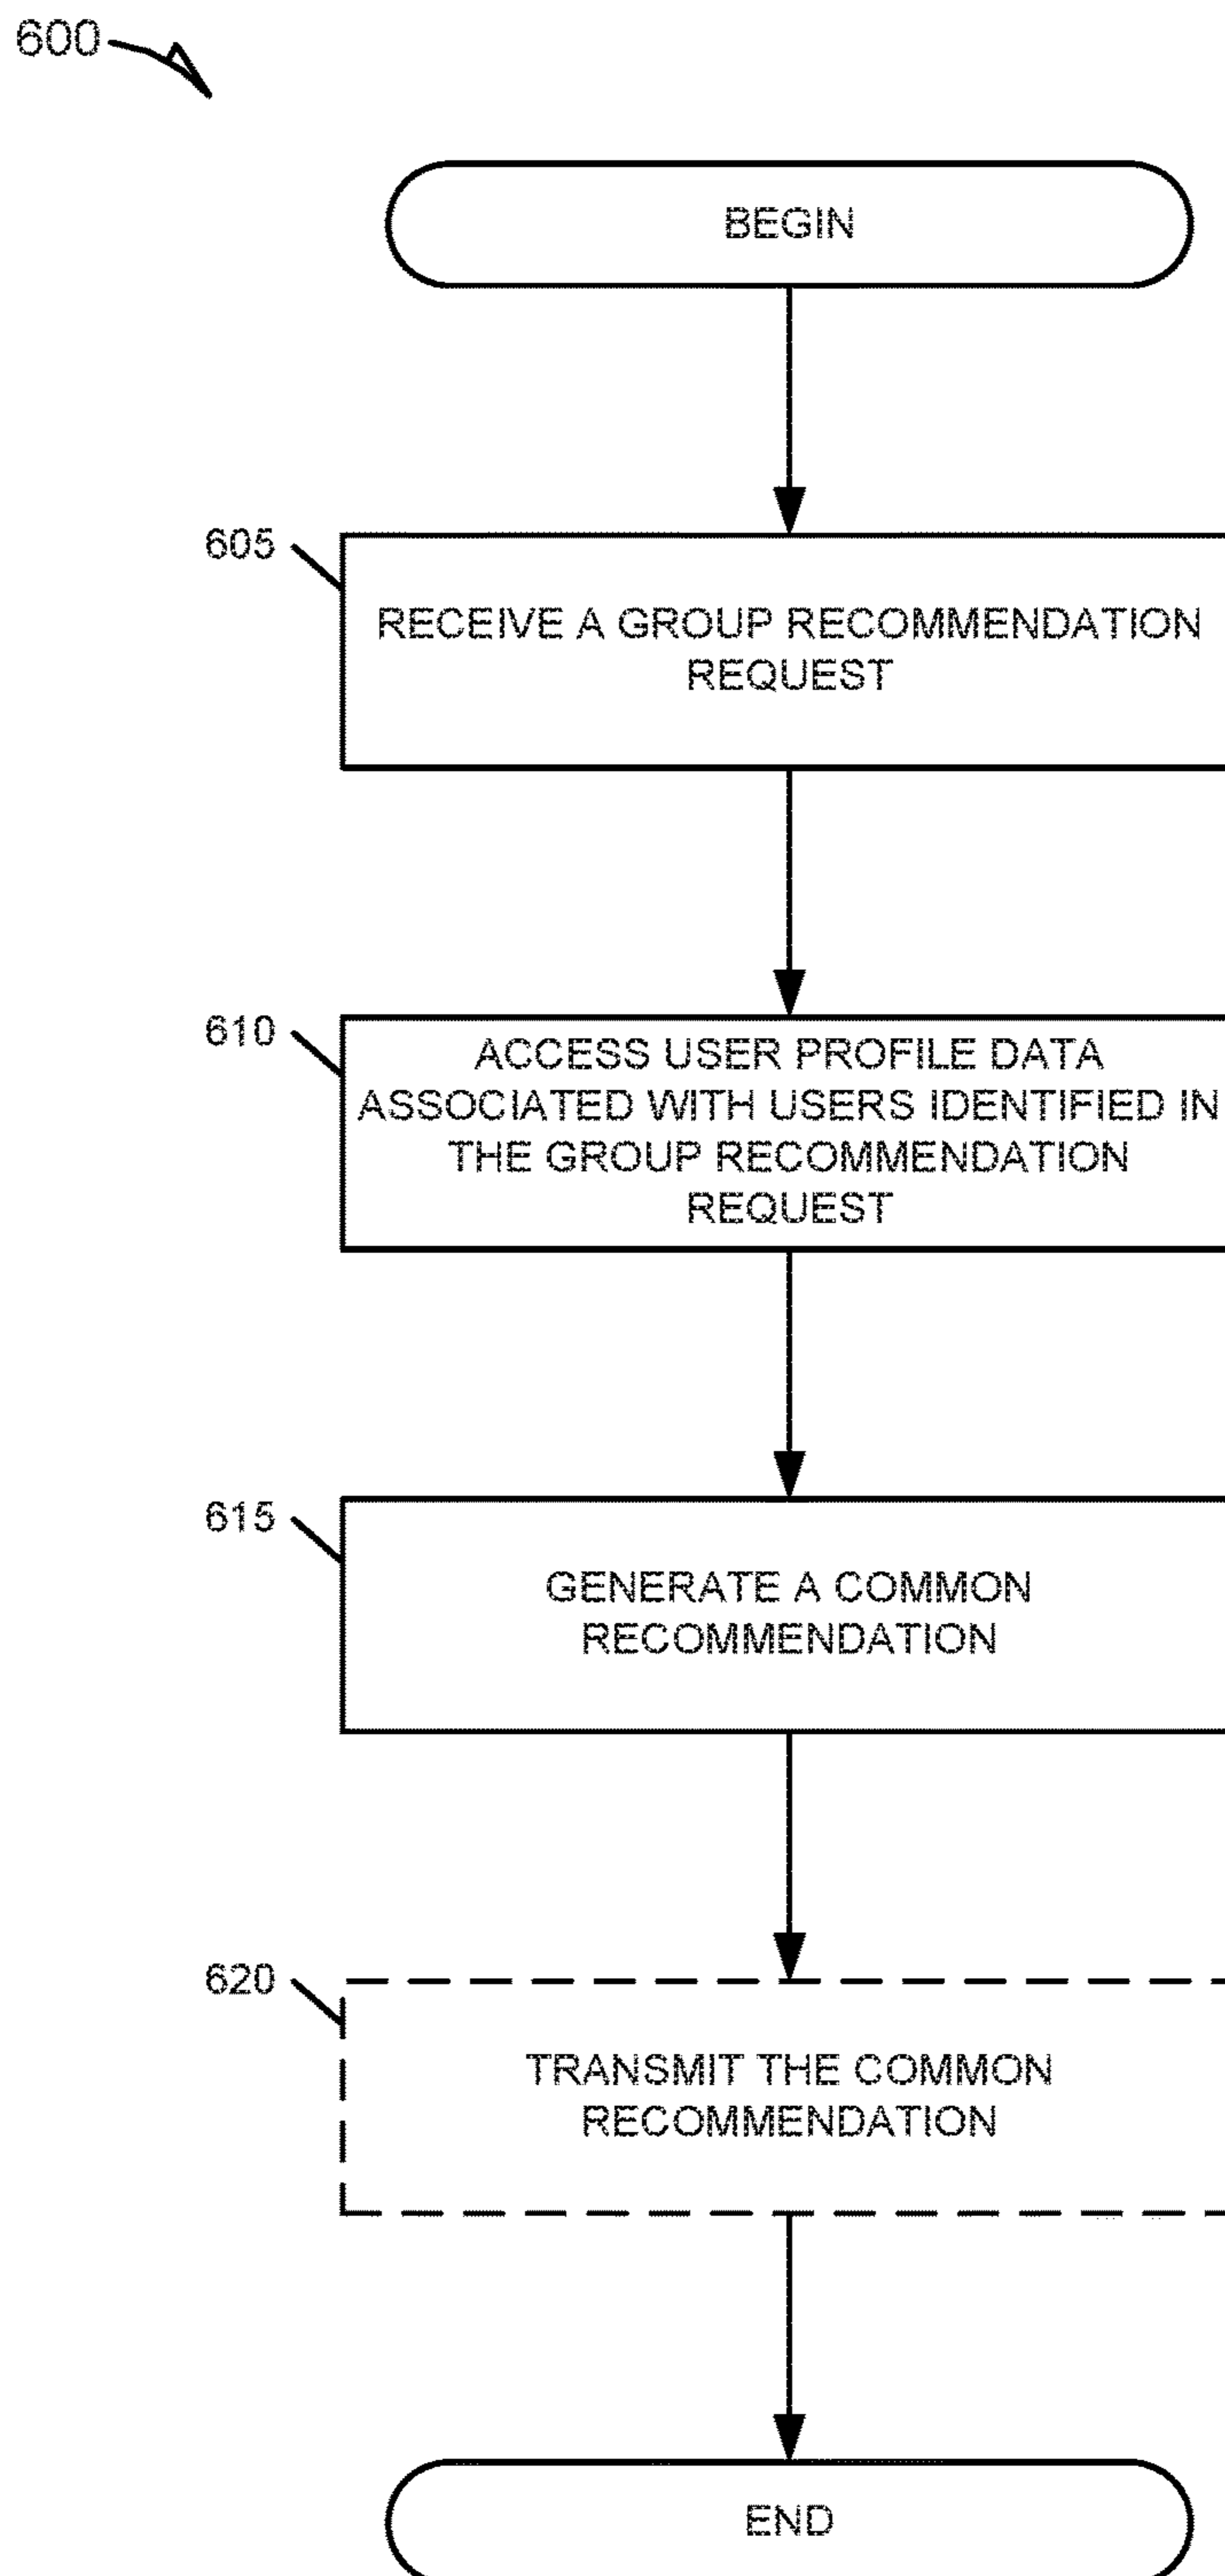 600
BEGIN
605
RECEIVE A GROUP RECOMMENDATION
REQUEST
610
ACCESS USER PROFILE DATA
ASSOCIATED WITH USERS IDENTIFIED IN
THE GROUP RECOMMENDATION
REQUEST
615
GENERATE A COMMON
RECOMMENDATION
620
TRANSMIT THE COMMON
RECOMMENDATION
END